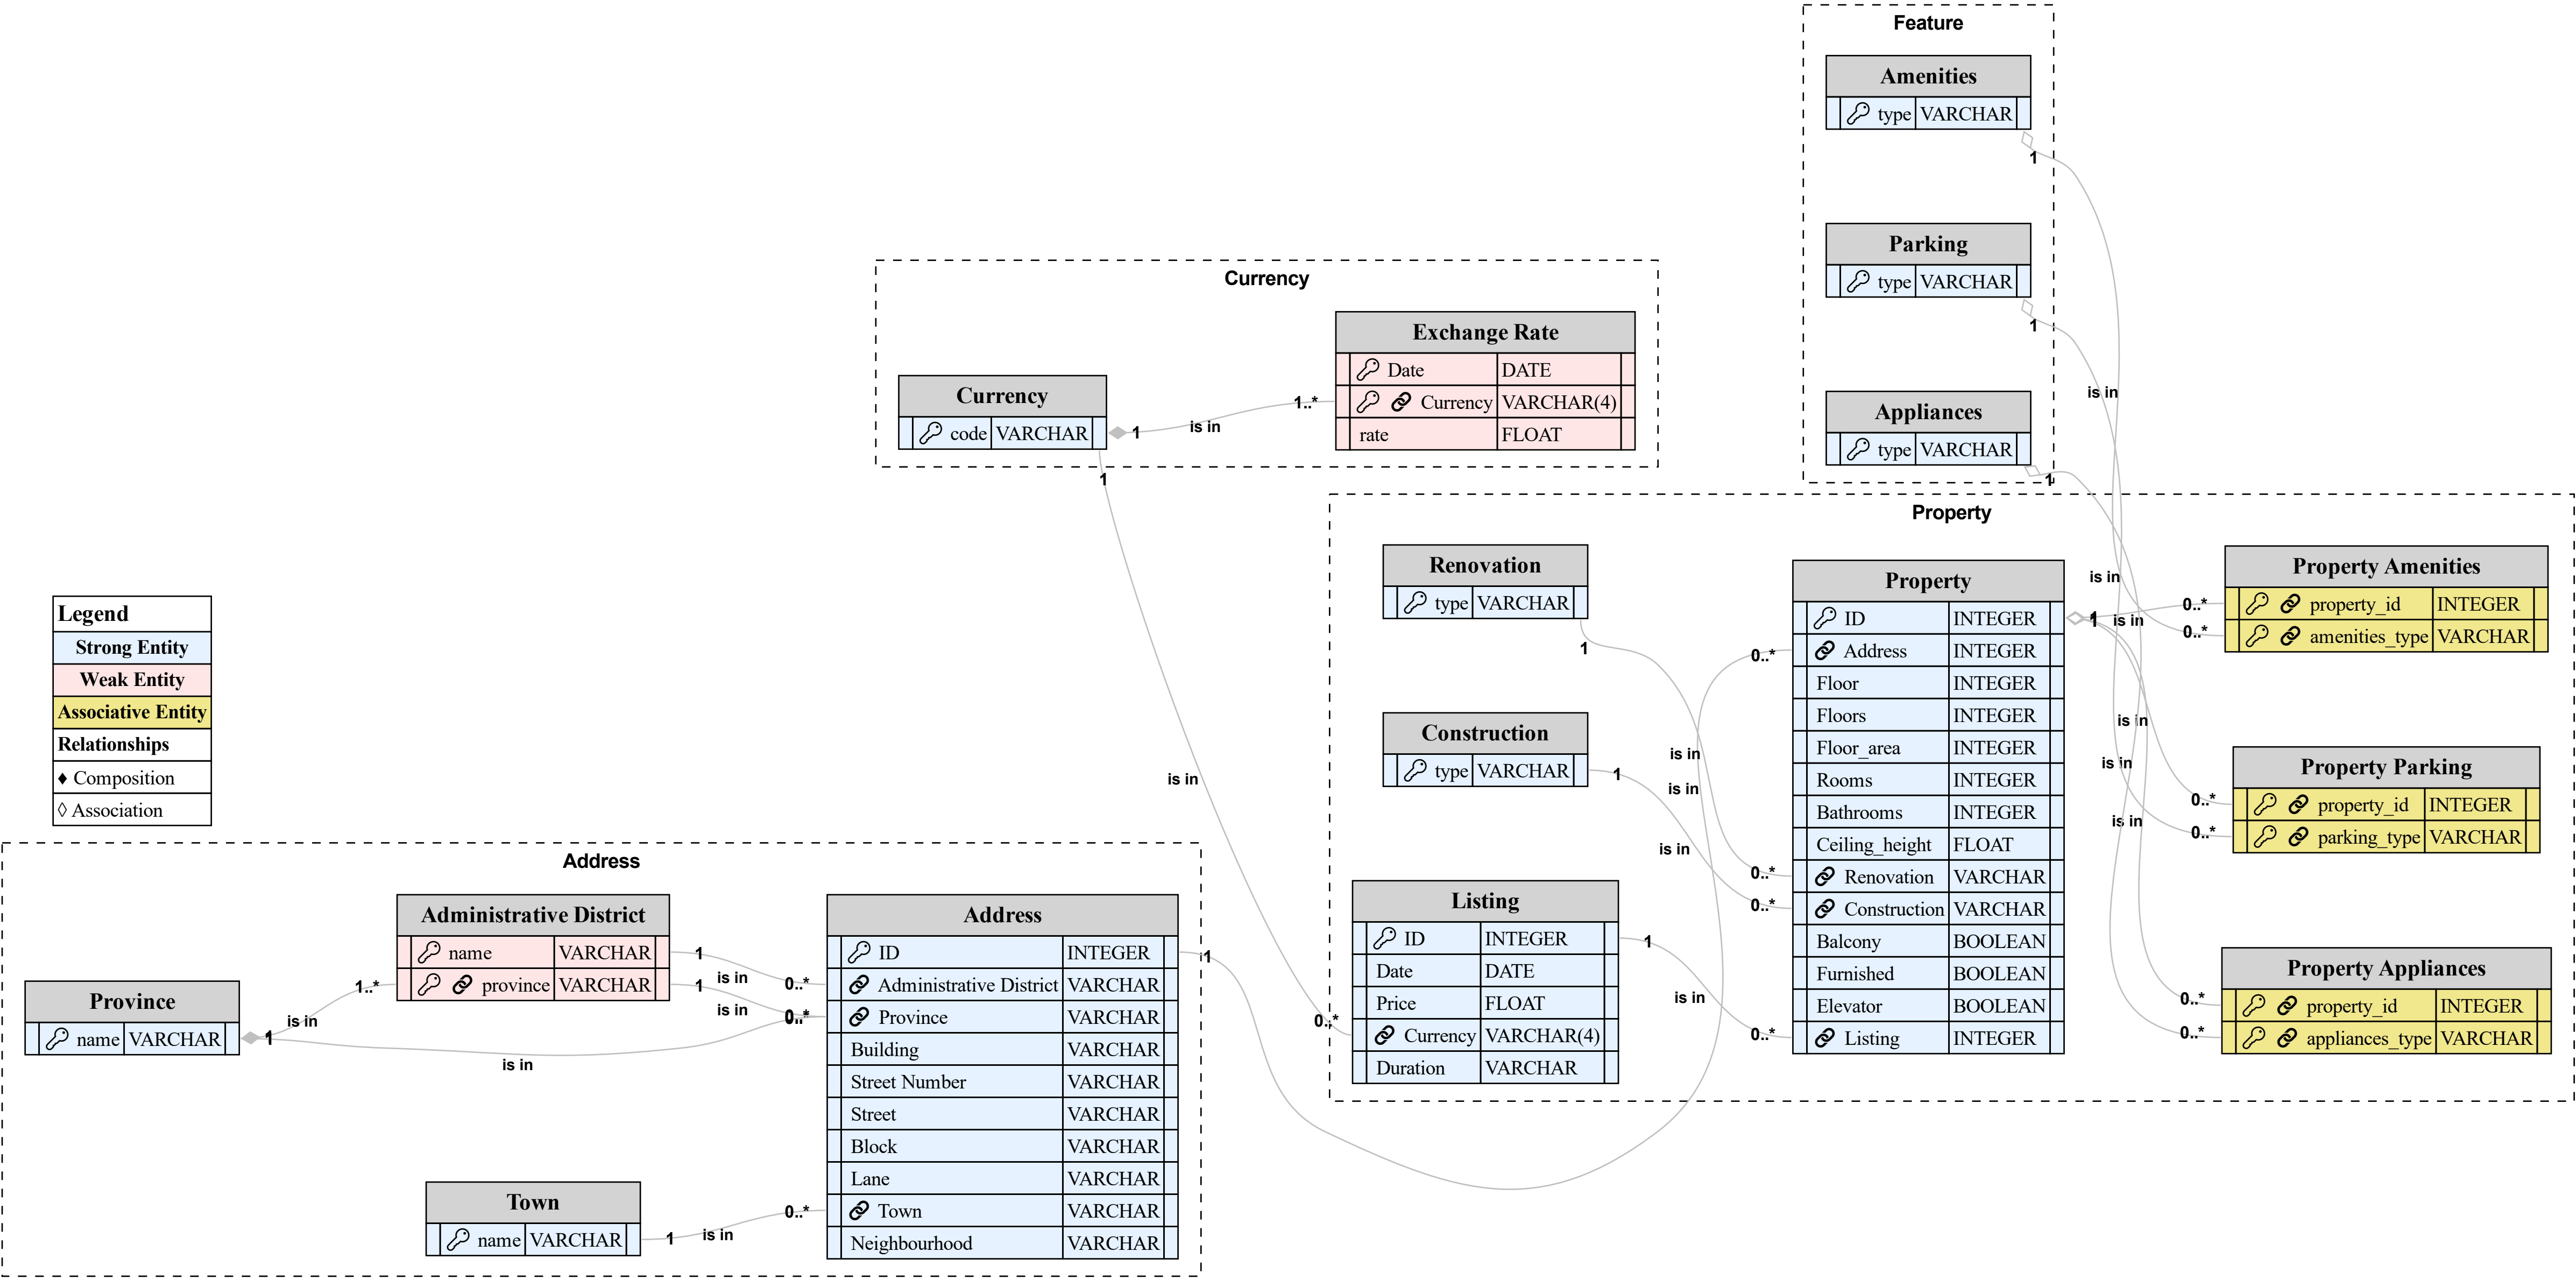 Feature
Amenities
type VARCHAR
1
Parking
type VARCHAR
1
Appliances
type VARCHAR
1
is in
Currency
Currency
code VARCHAR
1
1
is in
1..*
Exchange Rate
Date DATE
Currency VARCHAR(4)
rate FLOAT
is in
0..*
Legend
Strong Entity
Weak Entity
Associative Entity
Relationships
♦ Composition
◊ Association
Address
Province
name VARCHAR
1
is in
1..*
is in
Administrative District
name VARCHAR
province VARCHAR
1
is in
0..*
1
is in
0..*
Town
name VARCHAR
1
is in
0..*
Address
ID INTEGER
Administrative District VARCHAR
Province VARCHAR
Building VARCHAR
Street Number VARCHAR
Street VARCHAR
Block VARCHAR
Lane VARCHAR
Town VARCHAR
Neighbourhood VARCHAR
1
Property
Renovation
type VARCHAR
1
is in
Construction
type VARCHAR
1
is in
is in
Listing
ID INTEGER
Date DATE
Price FLOAT
Currency VARCHAR(4)
Duration VARCHAR
1
is in
0..*
0..*
0..*
0..*
Property
ID INTEGER
Address INTEGER
Floor INTEGER
Floors INTEGER
Floor_area INTEGER
Rooms INTEGER
Bathrooms INTEGER
Ceiling_height FLOAT
Renovation VARCHAR
Construction VARCHAR
Balcony BOOLEAN
Furnished BOOLEAN
Elevator BOOLEAN
Listing INTEGER
1
is in
is in
is in
is in
is in
0..*
0..*
Property Amenities
property_id INTEGER
amenities_type VARCHAR
0..*
0..*
Property Parking
property_id INTEGER
parking_type VARCHAR
0..*
0..*
Property Appliances
property_id INTEGER
appliances_type VARCHAR